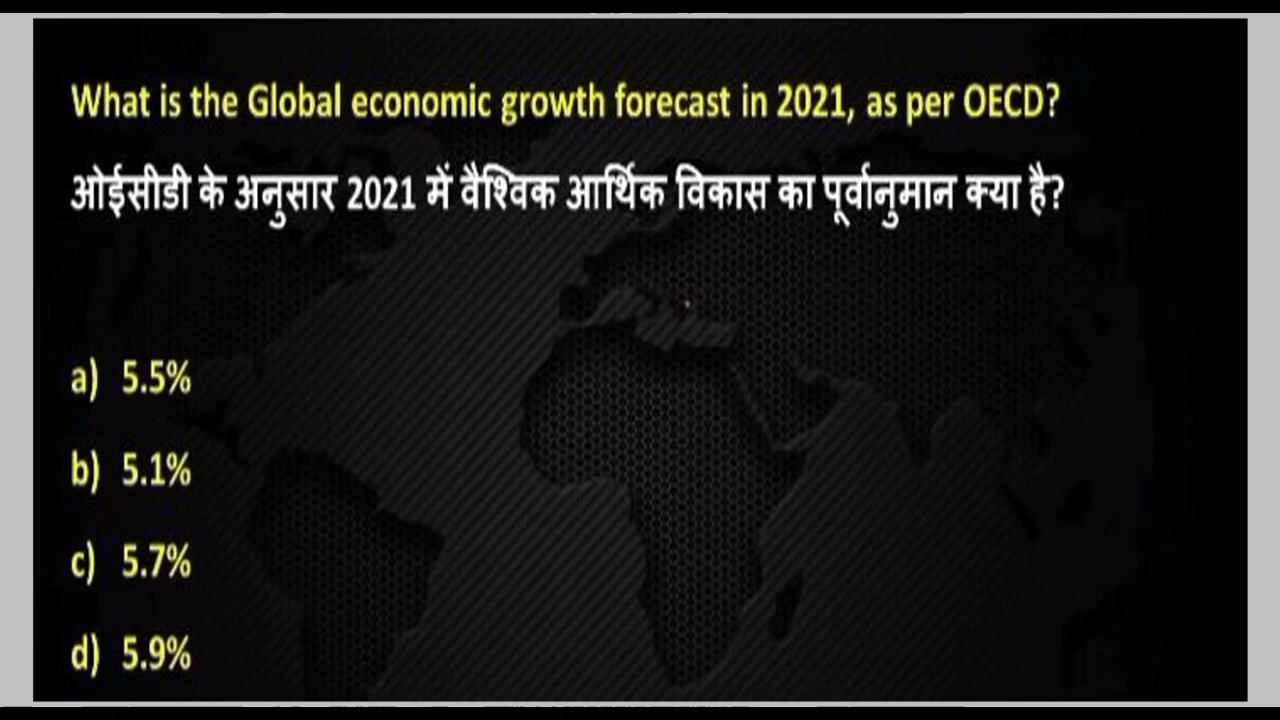 What is the Global economic growth forecast in 2021, as per OECD?
ओईसीडी के अनुसार 2021 में वैश्विक आर्थिक विकास का पूर्वानुमान क्या है?
a) 5.5%
b) 5.1%
c) 5.7%
d) 5.9%